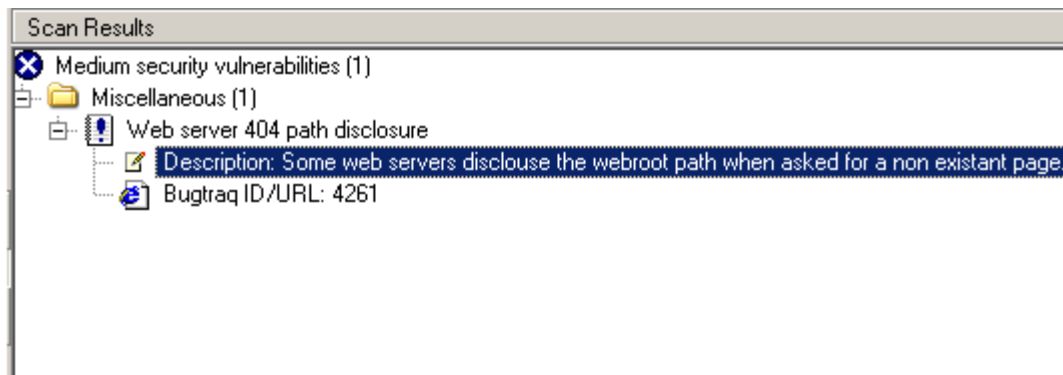 Scan Results
Medium security vulnerabilities (1)
Miscellaneous (1)
Web server 404 path disclosure
Description: Some web servers disclouse the webroot path when asked for a non existant page.
Bugtraq ID/URL: 4261